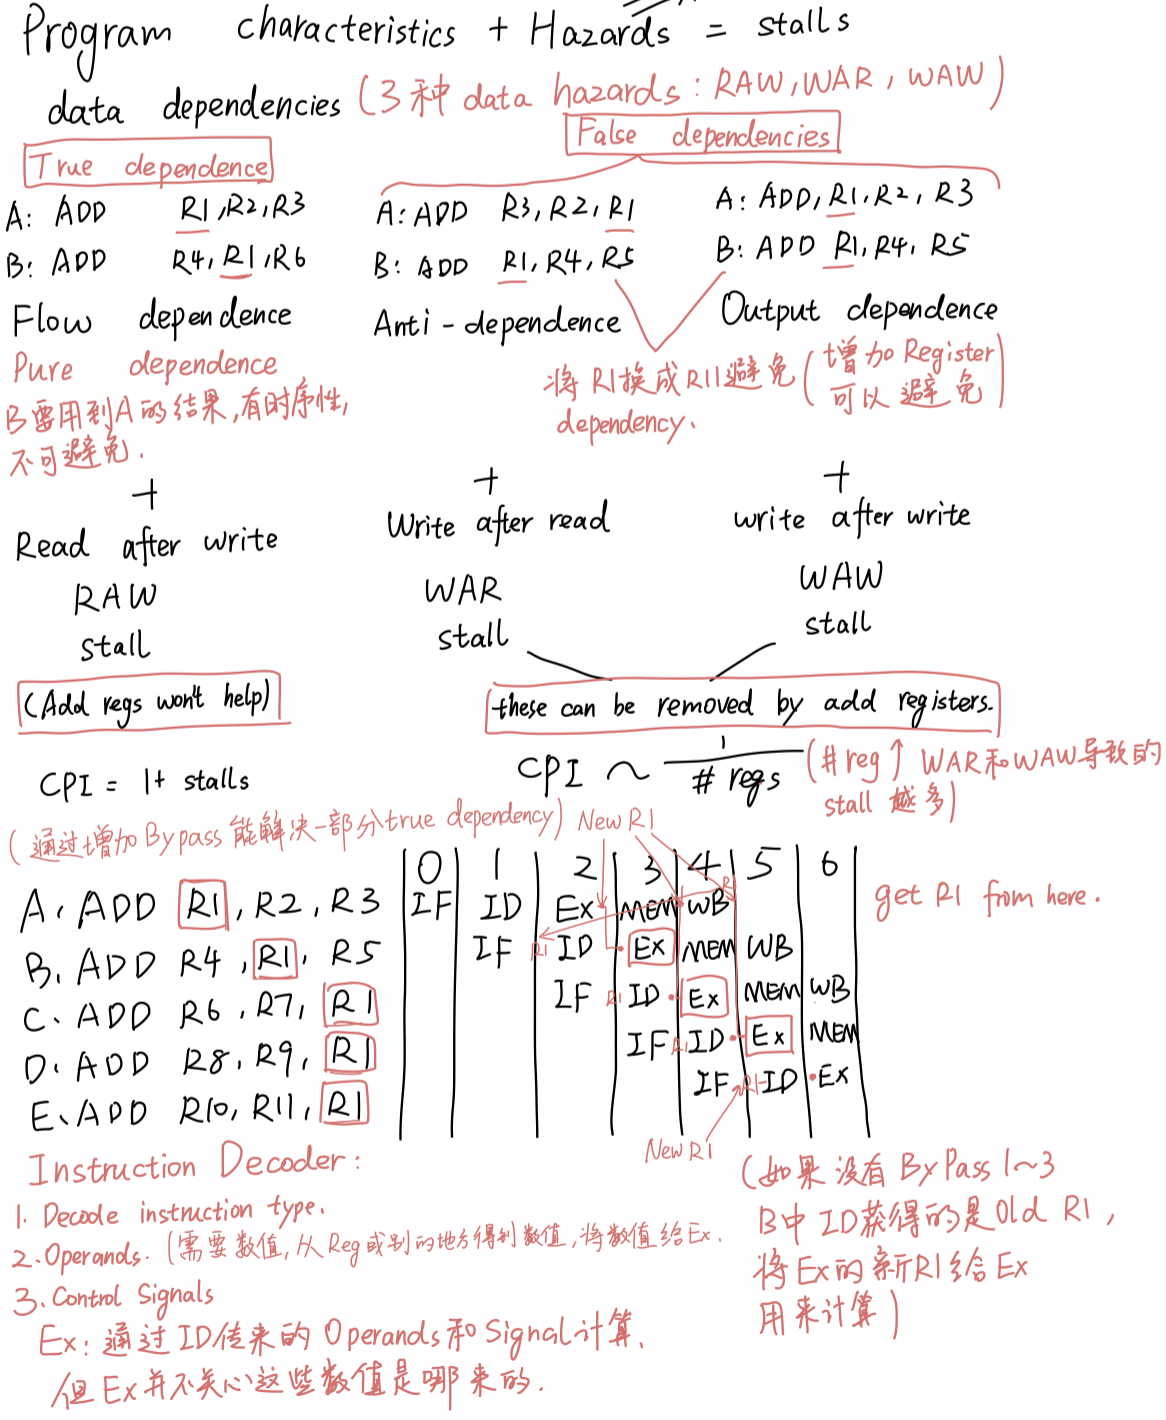 Program characteristics + Hazards = stalls
data dependencies (3种 data hazards: RAW, WAR, WAW)
True dependence
False dependencies
A: ADD R1, R2, R3
B: ADD R4, R1, R6
Flow dependence
Pure dependence
B需用到A的结果,有时序性,
不可避免.
A: ADD R3, R2, R1
B: ADD R1, R4, R5
Anti-dependence
A: ADD, R1, R2, R3
B: ADD R1, R4, R5
Output dependence
将 R1换成R11避免
dependency.
(增加 Register
可以 避免)
+
Read after write
RAW
stall
(Add regs won't help)
+
Write after read
WAR
stall
+
write after write
WAW
stall
these can be removed by add registers.
CPI = 1+ stalls
CPI ~ 1 / # regs
(# reg ↑ WAR和WAW导致的
stall 越多)
(通过增加Bypass能解决一部分true dependency) New R1
0 1 2 3 4 5 6
A. ADD R1, R2, R3 IF ID Ex MEM WB R1
B. ADD R4, R1, R5 IF R1 ID Ex MEM WB
C. ADD R6, R7, R1 IF R1 ID Ex MEM WB
D. ADD R8, R9, R1 IF R1 ID Ex MEM
E. ADD R10, R11, R1 IF R1 ID Ex
get R1 from here.
New R1
Instruction Decoder:
1. Decode instruction type.
2. Operands. (需要数值,从Reg或别的地方得到数值,将数值给Ex.
3. Control Signals
Ex: 通过ID传来的 Operands和Signal计算.
但Ex并不关心这些数值是哪来的.
(如果没有ByPass 1~3
B中 ID获得的是Old R1,
将Ex的新R1给Ex
用来计算)